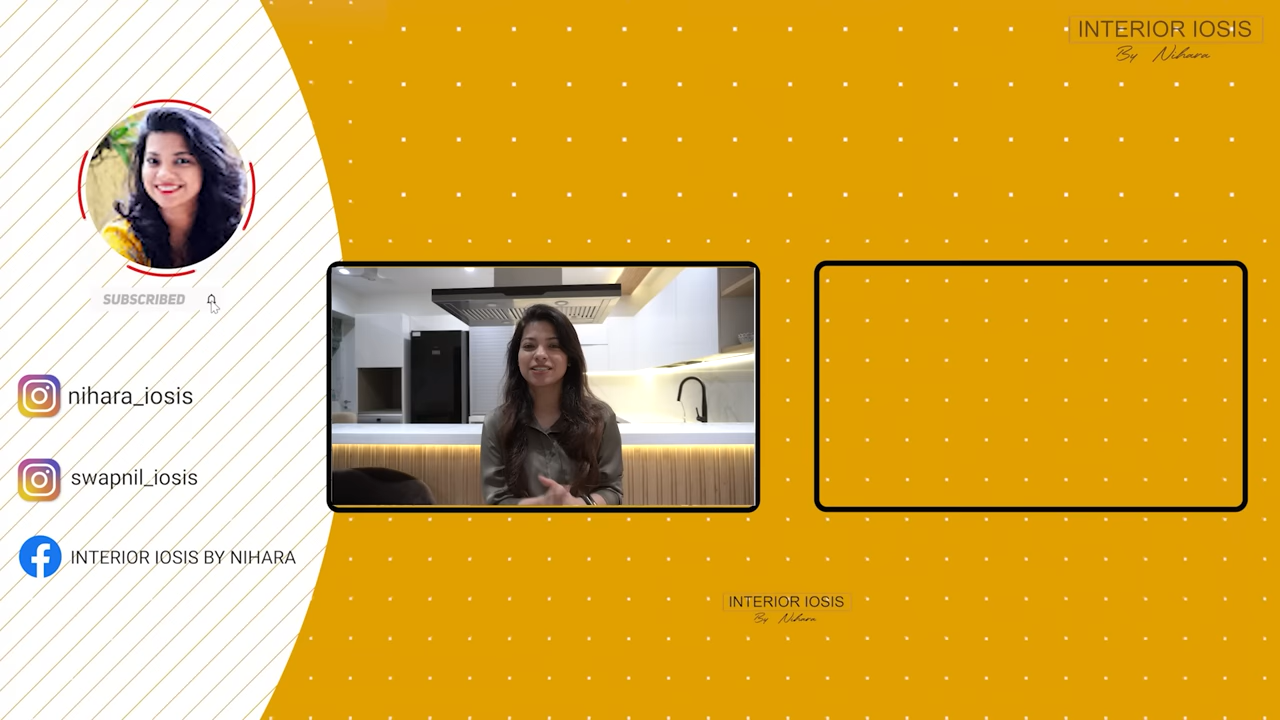 INTERIOR IOSIS
By Nihara
SUBSCRIBED
nihara_iosis
swapnil_iosis
INTERIOR IOSIS BY NIHARA
INTERIOR IOSIS
By Nihara